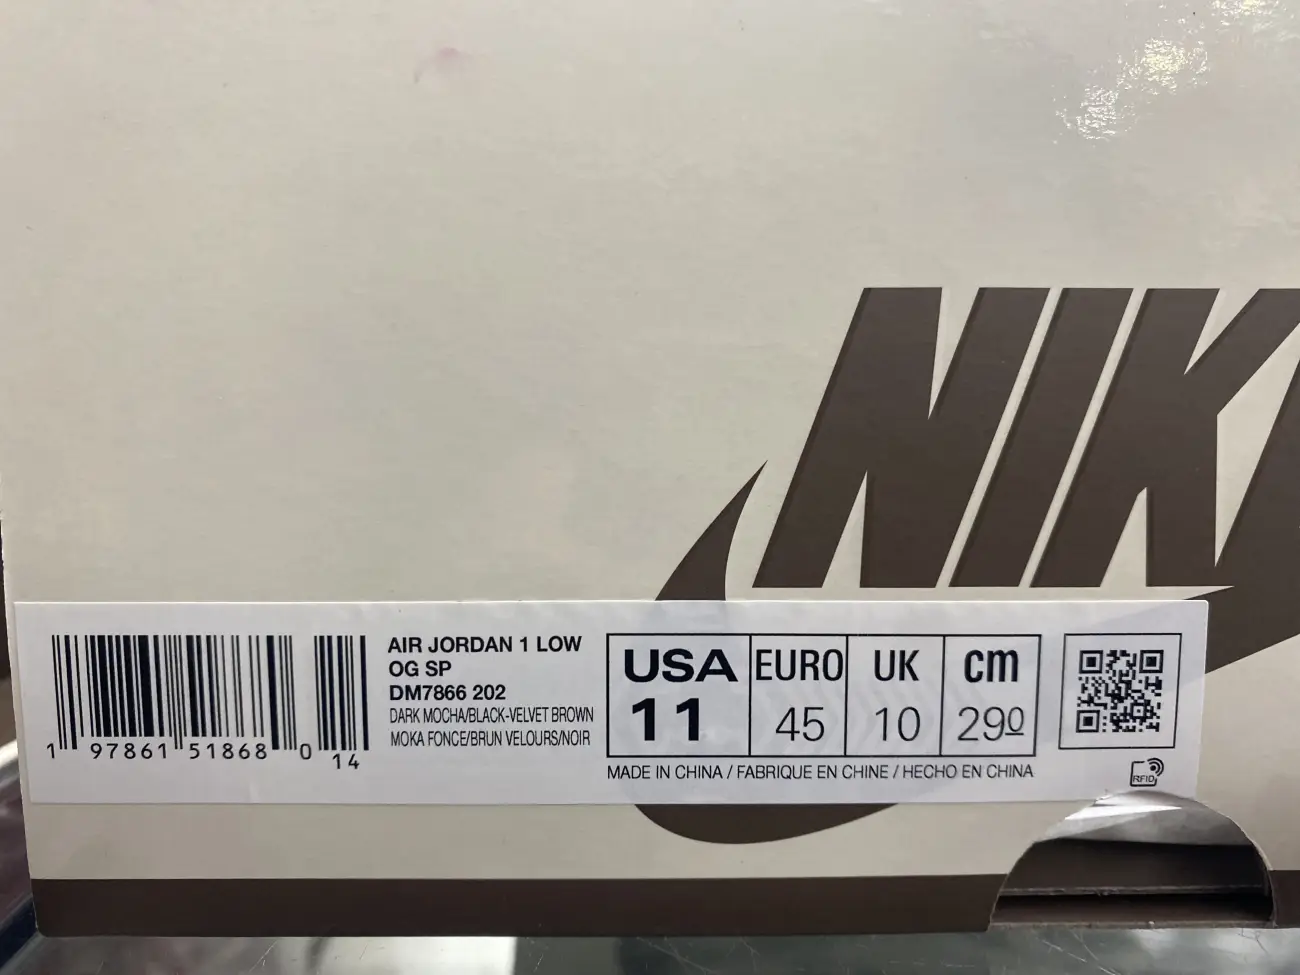 NIK
1 97861 51868 0 14
AIR JORDAN 1 LOW
OG SP
DM7866 202
DARK MOCHA/BLACK-VELVET BROWN
MOKA FONCE/BRUN VELOURS/NOIR
USA EURO UK cm
11 45 10 290
MADE IN CHINA / FABRIQUE EN CHINE / HECHO EN CHINA
RFID